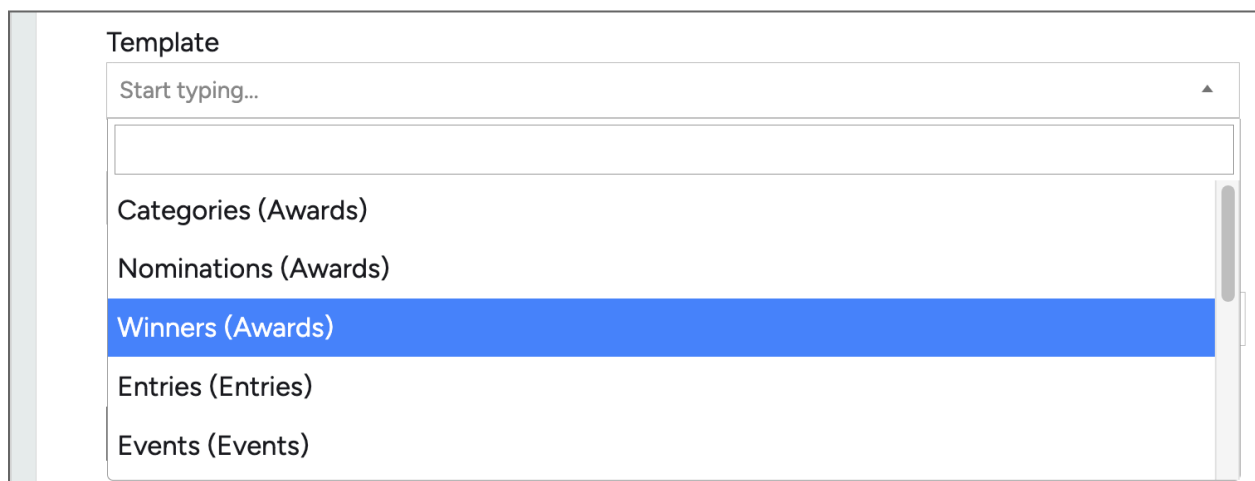 Template
Start typing...
Categories (Awards)
Nominations (Awards)
Winners (Awards)
Entries (Entries)
Events (Events)